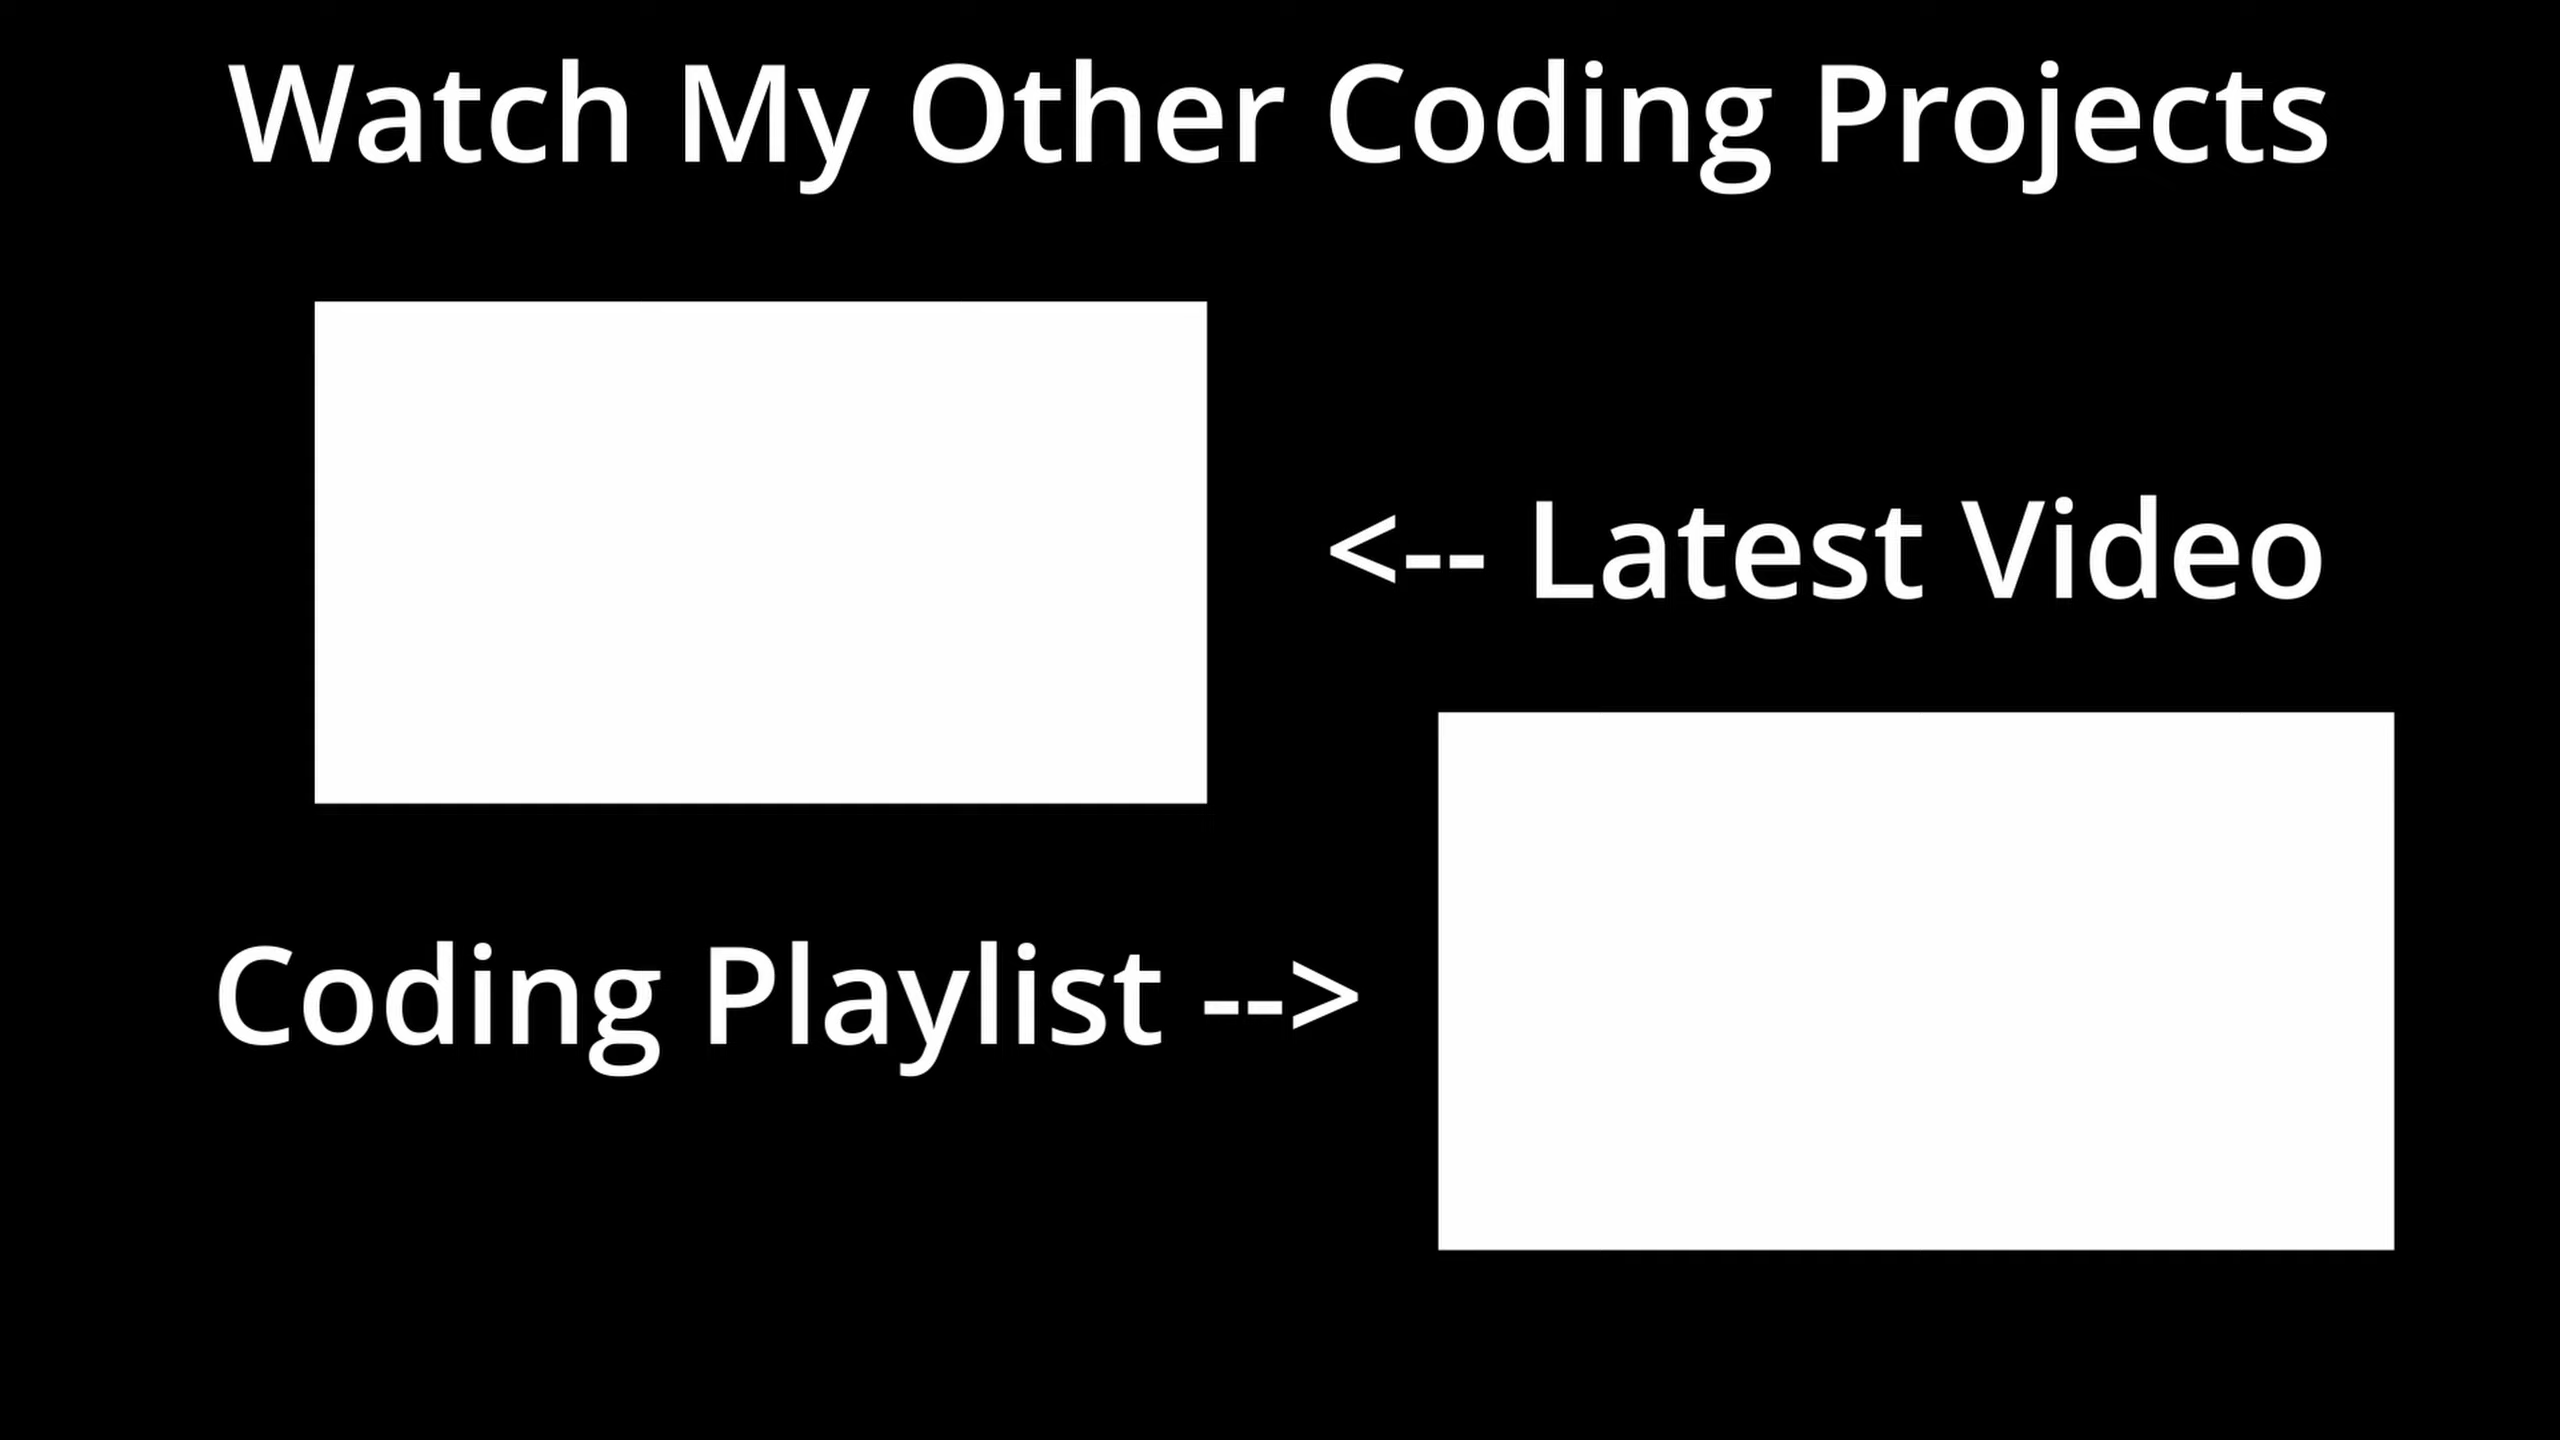 Watch My Other Coding Projects
<-- Latest Video
Coding Playlist -->